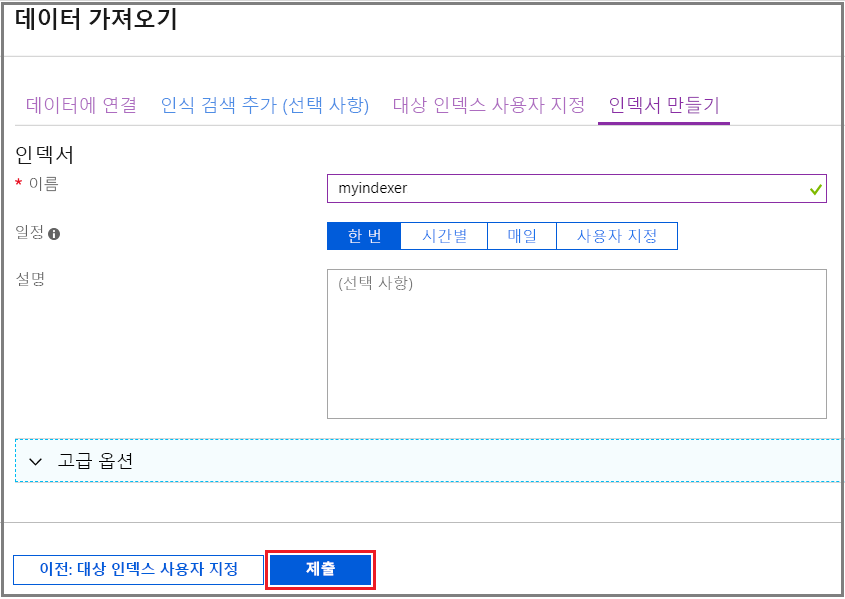 데이터 가져오기
데이터에 연결 인식 검색 추가 (선택 사항) 대상 인덱스 사용자 지정 인덱서 만들기
인덱서
* 이름 myindexer
일정 한 번 시간별 매일 사용자 지정
설명 (선택 사항)
고급 옵션
이전: 대상 인덱스 사용자 지정 제출